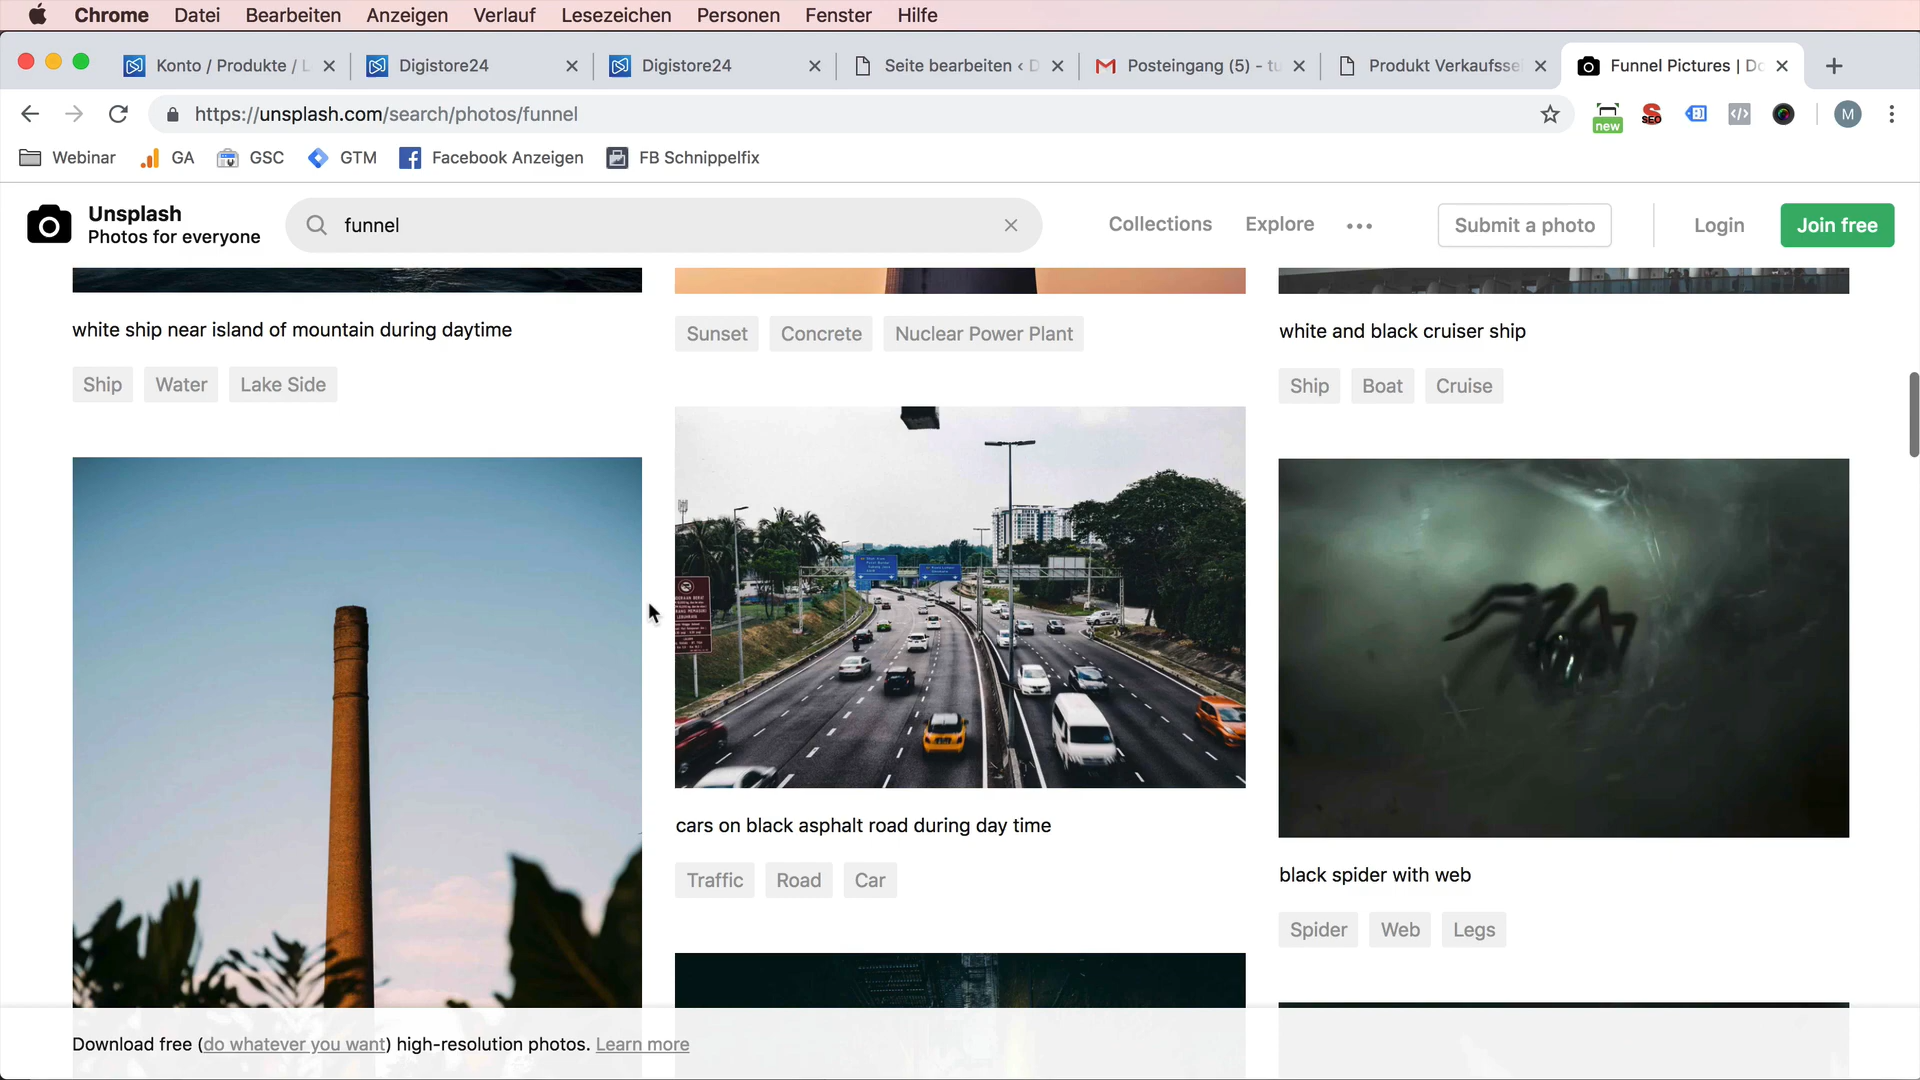 Chrome Datei Bearbeiten Anzeigen Verlauf Lesezeichen Personen Fenster Hilfe
Konto / Produkte / L
Digistore24
Digistore24
Seite bearbeiten ‹ D
Posteingang (5) - tu
Produkt Verkaufsse
Funnel Pictures | Do
https://unsplash.com/search/photos/funnel
new
SEO
M
Webinar GA GSC GTM Facebook Anzeigen FB Schnippelfix
Unsplash
Photos for everyone
funnel
Collections Explore
Submit a photo
Login
Join free
white ship near island of mountain during daytime
Ship Water Lake Side
Sunset Concrete Nuclear Power Plant
white and black cruiser ship
Ship Boat Cruise
cars on black asphalt road during day time
Traffic Road Car
black spider with web
Spider Web Legs
Download free (do whatever you want) high-resolution photos. Learn more